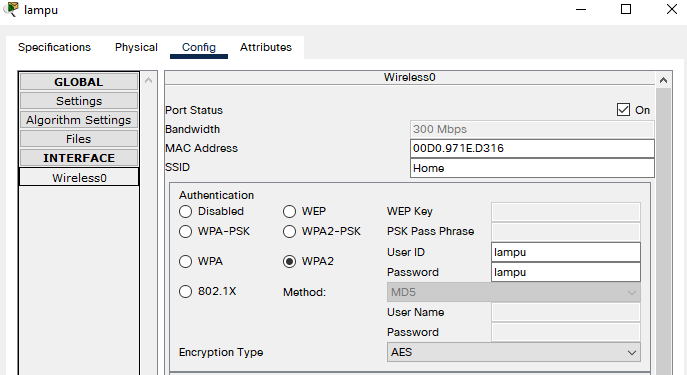 lampu
Specifications Physical Config Attributes
GLOBAL
Settings
Algorithm Settings
Files
INTERFACE
Wireless0
Wireless0
Port Status On
Bandwidth 300 Mbps
MAC Address 00D0.971E.D316
SSID Home
Authentication
Disabled WEP WEP Key
WPA-PSK WPA2-PSK PSK Pass Phrase
User ID lampu
WPA WPA2
Password lampu
802.1X Method: MD5
User Name
Password
Encryption Type AES